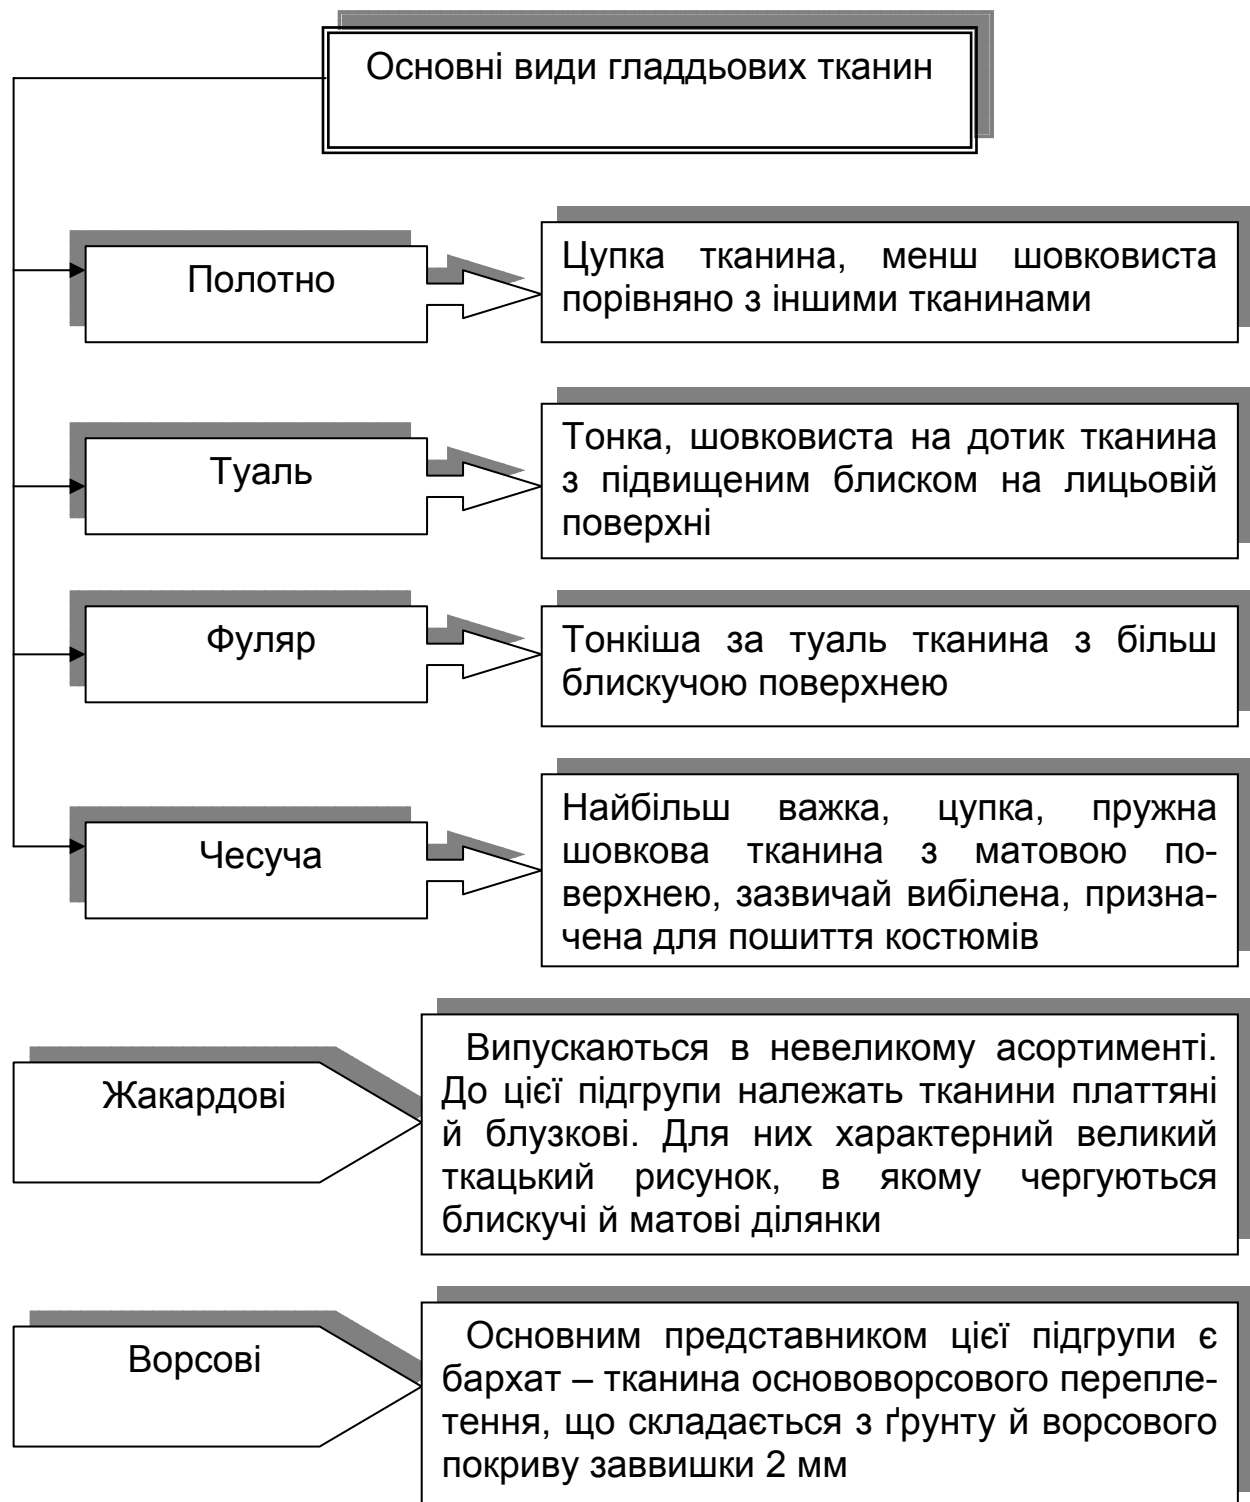 Основні види гладдьових тканин
Полотно
Цупка тканина, менш шовковиста
порівняно з іншими тканинами
Туаль
Тонка, шовковиста на дотик тканина
з підвищеним блиском на лицьовій
поверхні
Фуляр
Тонкіша за туаль тканина з більш
блискучою поверхнею
Чесуча
Найбільш важка, цупка, пружна
шовкова тканина з матовою по-
верхнею, зазвичай вибілена, призна-
чена для пошиття костюмів
Жакардові
Випускаються в невеликому асортименті.
До цієї підгрупи належать тканини платтяні
й блузкові. Для них характерний великий
ткацький рисунок, в якому чергуються
блискучі й матові ділянки
Ворсові
Основним представником цієї підгрупи є
бархат – тканина основоворсового перепле-
тення, що складається з ґрунту й ворсового
покриву заввишки 2 мм